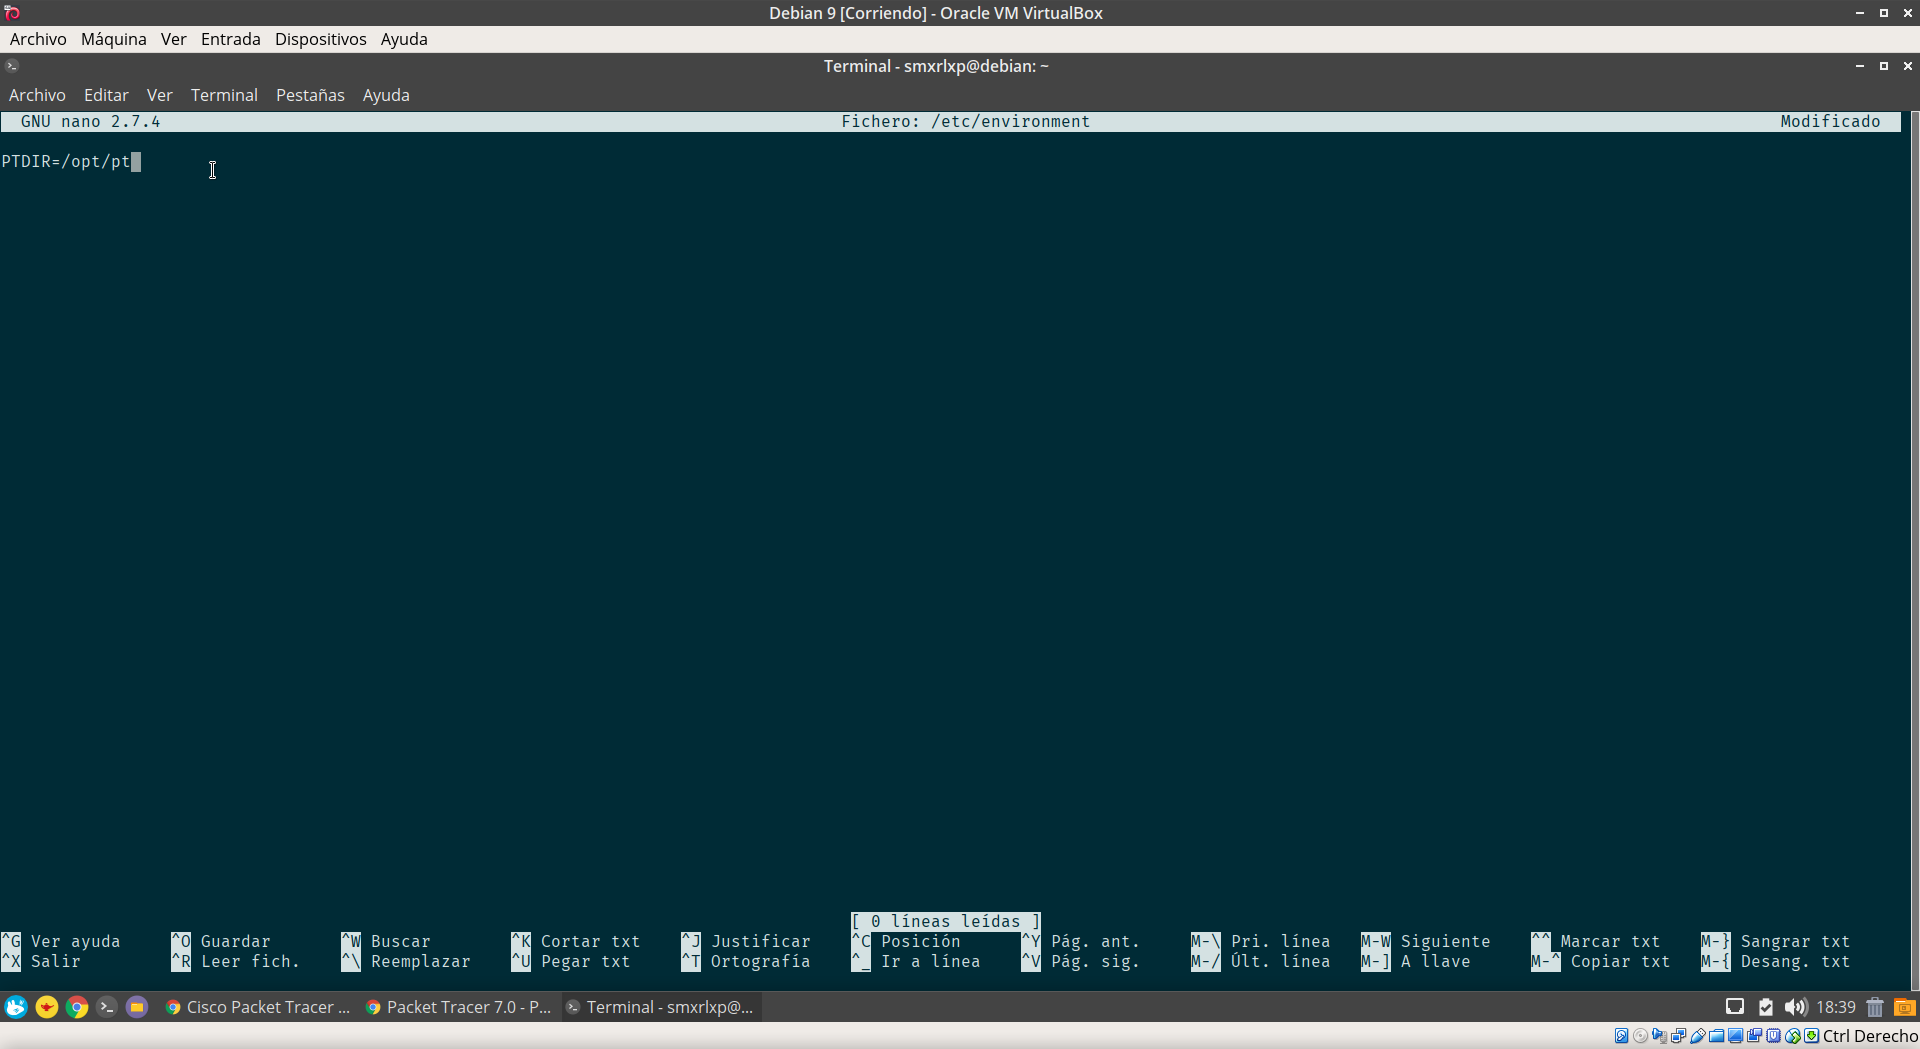 Debian 9 [Corriendo] - Oracle VM VirtualBox
Archivo Máquina Ver Entrada Dispositivos Ayuda
Terminal - smxrlxp@debian: ~
Archivo Editar Ver Terminal Pestañas Ayuda
GNU nano 2.7.4 Fichero: /etc/environment Modificado
PTDIR=/opt/pt
[ 0 líneas leídas ]
^G Ver ayuda ^O Guardar ^W Buscar ^K Cortar txt ^J Justificar ^C Posición ^Y Pág. ant. M-\ Pri. línea M-W Siguiente ^^ Marcar txt M-} Sangrar txt
^X Salir ^R Leer fich. ^\ Reemplazar ^U Pegar txt ^T Ortografía ^_ Ir a línea ^V Pág. sig. M-/ Últ. línea M-] A llave M-^ Copiar txt M-{ Desang. txt
Cisco Packet Tracer ... Packet Tracer 7.0 - P... Terminal - smxrlxp@... 18:39
Ctrl Derecho